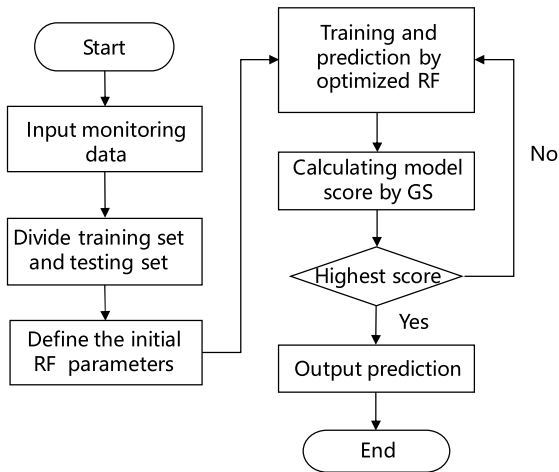 Start
Input monitoring
data
Divide training set
and testing set
Define the initial
RF parameters
Training and
prediction by
optimized RF
Calculating model
score by GS
Highest score
No
Yes
Output prediction
End